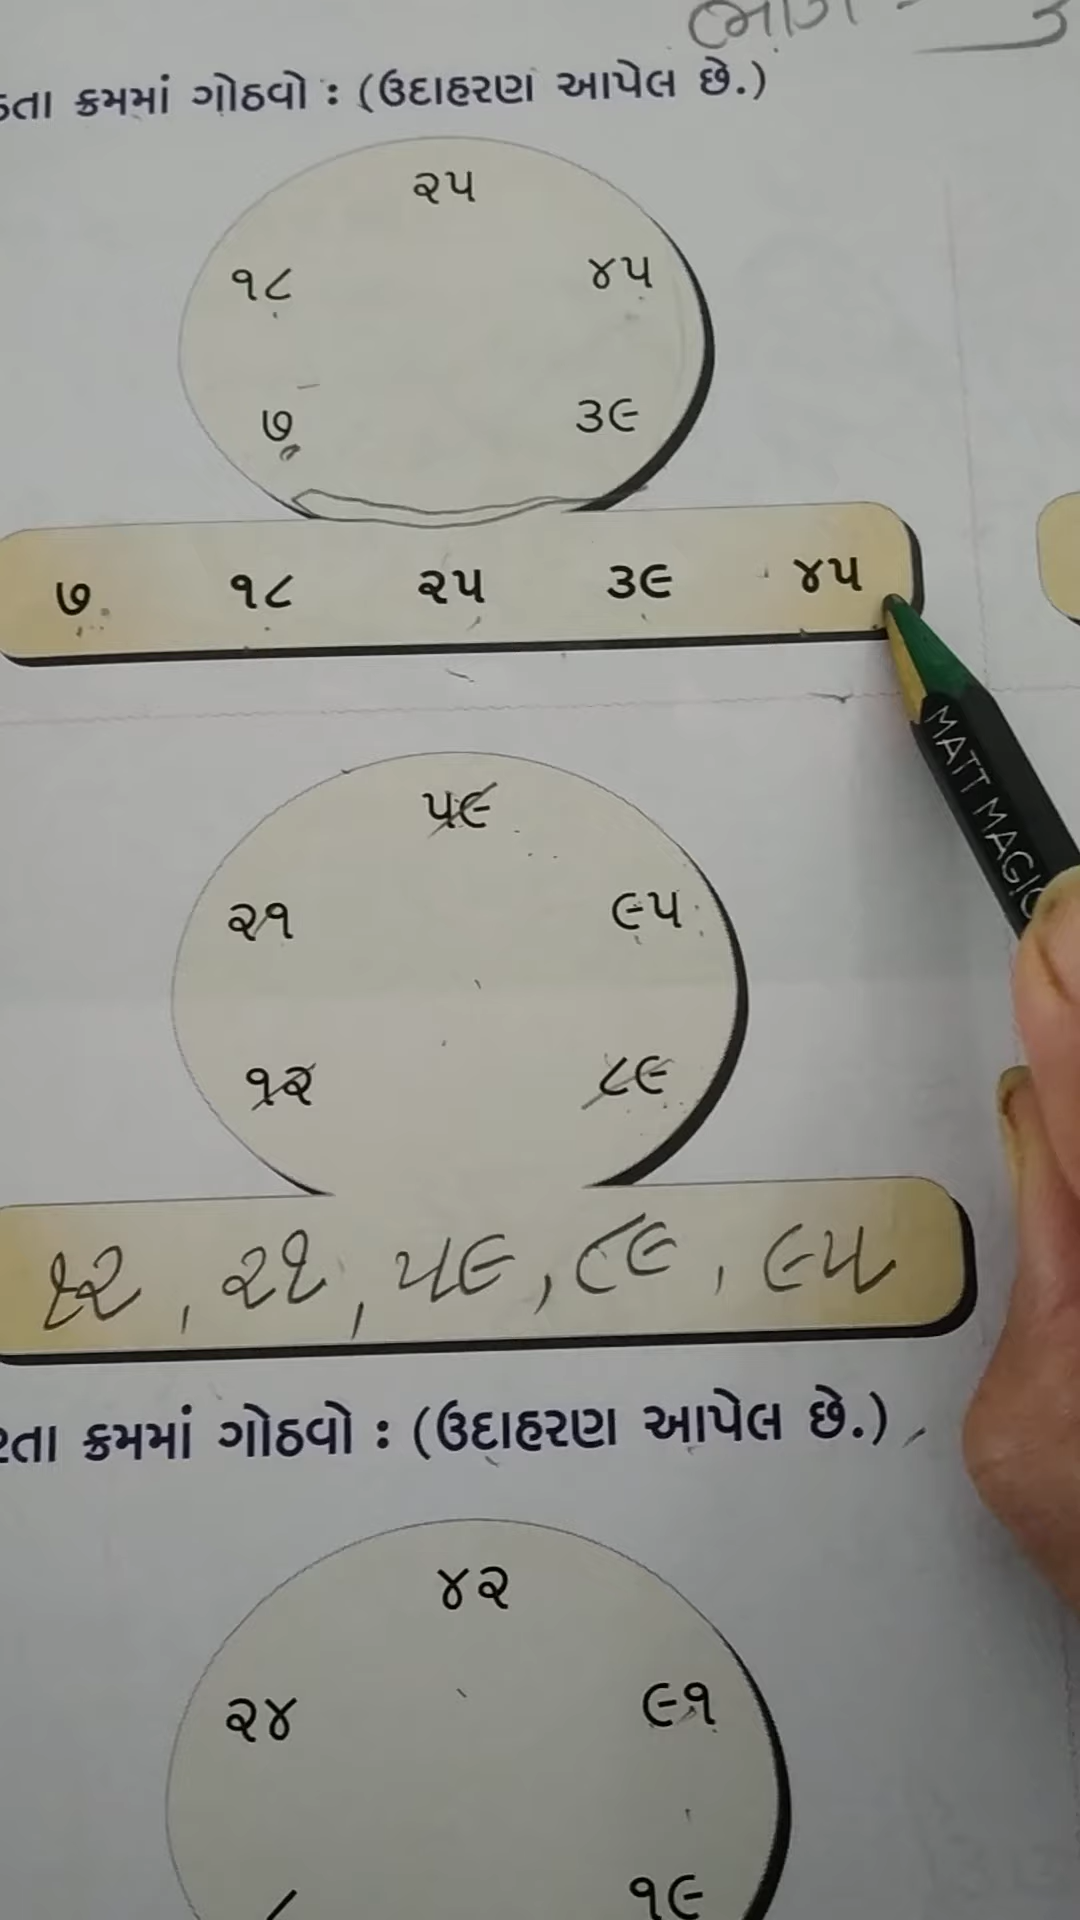 ભાગ - 3
ક્રમમાં ગોઠવો : (ઉદાહરણ આપેલ છે.)
૨૫
૧૮ ૪૫
૭ ૩૯
૭ ૧૮ ૨૫ ૩૯ ૪૫
MATT MAGIC
૫૯
૨૧ ૯૫
૧૨ ૮૯
૧૨, ૨૧, ૫૯, ૮૯, ૯૫
ક્રમમાં ગોઠવો : (ઉદાહરણ આપેલ છે.)
૪૨
૨૪ ૯૧
૧૯